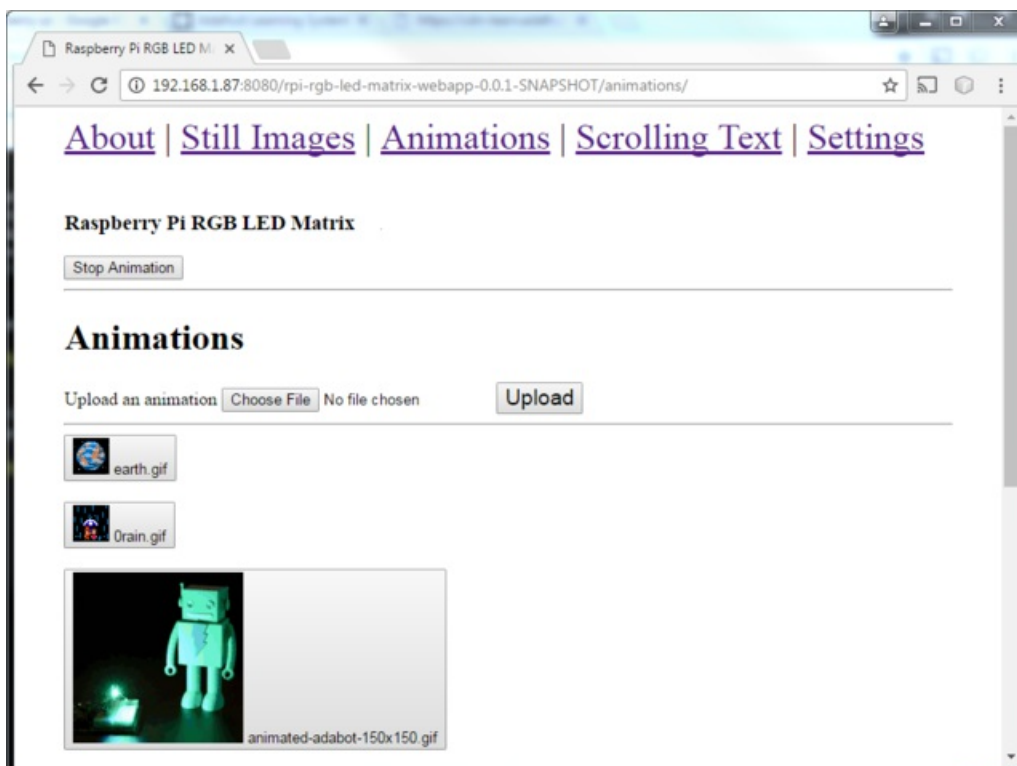 Raspberry Pi RGB LED M
192.168.1.87:8080/rpi-rgb-led-matrix-webapp-0.0.1-SNAPSHOT/animations/
About | Still Images | Animations | Scrolling Text | Settings
Raspberry Pi RGB LED Matrix
Stop Animation
Animations
Upload an animation Choose File No file chosen Upload
earth.gif
0rain.gif
animated-adabot-150x150.gif